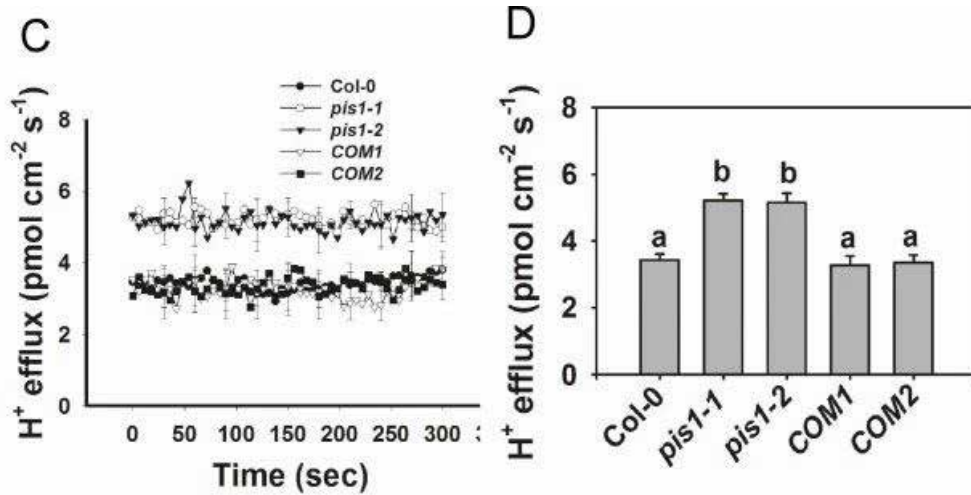 C
Col-0
pis1-1
pis1-2
COM1
COM2
H⁺ efflux (pmol cm⁻² s⁻¹)
8
6
4
2
0
0 50 100 150 200 250 300
Time (sec)
D
H⁺ efflux (pmol cm⁻² s⁻¹)
8
6
4
2
0
a b b a a
Col-0 pis1-1 pis1-2 COM1 COM2